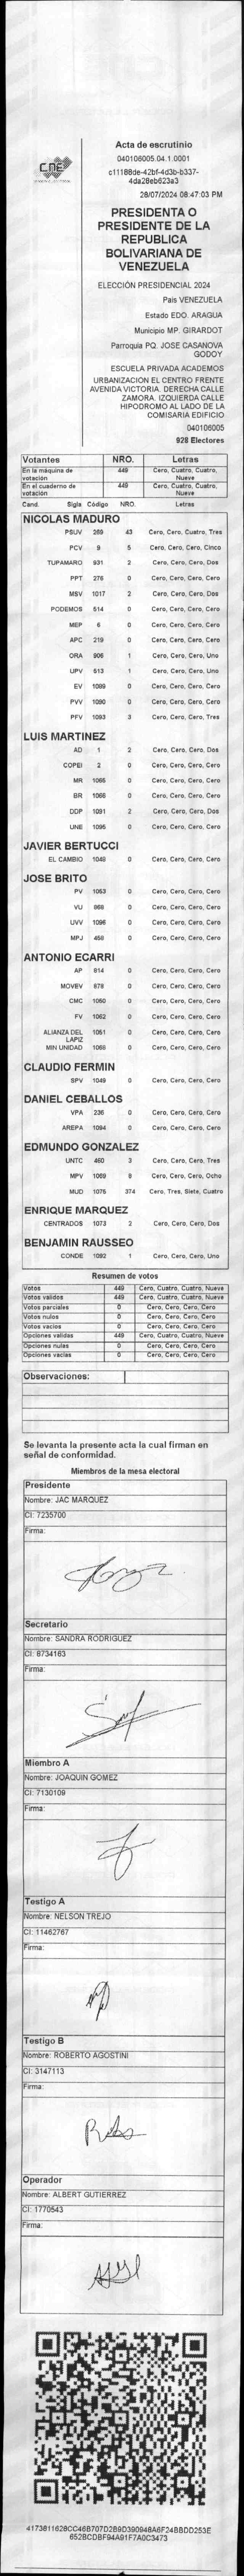 CNE
Acta de escrutinio
040106005.04.1.0001
c11188de-42bf-4d3b-b337-
4da28eb623a3
28/07/2024 08:47:03 PM
PRESIDENTA O
PRESIDENTE DE LA
REPUBLICA
BOLIVARIANA DE
VENEZUELA
ELECCIÓN PRESIDENCIAL 2024
Pais VENEZUELA
Estado EDO. ARAGUA
Municipio MP. GIRARDOT
Parroquia PQ. JOSE CASANOVA
GODOY
ESCUELA PRIVADA ACADEMOS
URBANIZACION EL CENTRO FRENTE
AVENIDA VICTORIA. DERECHA CALLE
ZAMORA. IZQUIERDA CALLE
HIPODROMO AL LADO DE LA
COMISARIA EDIFICIO
040106005
928 Electores
Votantes NRO. Letras
En la máquina de votación 449 Cero, Cuatro, Cuatro, Nueve
En el cuaderno de votación 449 Cero, Cuatro, Cuatro, Nueve
Cand. Sigla Código NRO. Letras
NICOLAS MADURO
PSUV 269 43 Cero, Cero, Cuatro, Tres
PCV 9 5 Cero, Cero, Cero, Cinco
TUPAMARO 931 2 Cero, Cero, Cero, Dos
PPT 276 0 Cero, Cero, Cero, Cero
MSV 1017 2 Cero, Cero, Cero, Dos
PODEMOS 514 0 Cero, Cero, Cero, Cero
MEP 6 0 Cero, Cero, Cero, Cero
APC 219 0 Cero, Cero, Cero, Cero
ORA 906 1 Cero, Cero, Cero, Uno
UPV 613 1 Cero, Cero, Cero, Uno
EV 1089 0 Cero, Cero, Cero, Cero
PVV 1090 0 Cero, Cero, Cero, Cero
PFV 1093 3 Cero, Cero, Cero, Tres
LUIS MARTINEZ
AD 1 2 Cero, Cero, Cero, Dos
COPEI 2 0 Cero, Cero, Cero, Cero
MR 1065 0 Cero, Cero, Cero, Cero
BR 1066 0 Cero, Cero, Cero, Cero
DDP 1091 2 Cero, Cero, Cero, Dos
UNE 1095 0 Cero, Cero, Cero, Cero
JAVIER BERTUCCI
EL CAMBIO 1048 0 Cero, Cero, Cero, Cero
JOSE BRITO
PV 1053 0 Cero, Cero, Cero, Cero
VU 868 0 Cero, Cero, Cero, Cero
UVV 1096 0 Cero, Cero, Cero, Cero
MPJ 459 0 Cero, Cero, Cero, Cero
ANTONIO ECARRI
AP 814 0 Cero, Cero, Cero, Cero
MOVEV 878 0 Cero, Cero, Cero, Cero
CMC 1060 0 Cero, Cero, Cero, Cero
FV 1062 0 Cero, Cero, Cero, Cero
ALIANZA DEL LAPIZ 1051 0 Cero, Cero, Cero, Cero
MIN UNIDAD 1068 0 Cero, Cero, Cero, Cero
CLAUDIO FERMIN
SPV 1049 0 Cero, Cero, Cero, Cero
DANIEL CEBALLOS
VPA 236 0 Cero, Cero, Cero, Cero
AREPA 1094 0 Cero, Cero, Cero, Cero
EDMUNDO GONZALEZ
UNTC 460 3 Cero, Cero, Cero, Tres
MPV 1069 8 Cero, Cero, Cero, Ocho
MUD 1076 374 Cero, Tres, Siete, Cuatro
ENRIQUE MARQUEZ
CENTRADOS 1073 2 Cero, Cero, Cero, Dos
BENJAMIN RAUSSEO
CONDE 1092 1 Cero, Cero, Cero, Uno
Resumen de votos
Votos 449 Cero, Cuatro, Cuatro, Nueve
Votos validos 449 Cero, Cuatro, Cuatro, Nueve
Votos parciales 0 Cero, Cero, Cero, Cero
Votos nulos 0 Cero, Cero, Cero, Cero
Votos vacios 0 Cero, Cero, Cero, Cero
Opciones validas 449 Cero, Cuatro, Cuatro, Nueve
Opciones nulas 0 Cero, Cero, Cero, Cero
Opciones vacias 0 Cero, Cero, Cero, Cero
Observaciones:
Se levanta la presente acta la cual firman en
señal de conformidad.
Miembros de la mesa electoral
Presidente
Nombre: JAC MARQUEZ
CI: 7235700
Firma:
Secretario
Nombre: SANDRA RODRIGUEZ
CI: 8734163
Firma:
Miembro A
Nombre: JOAQUIN GOMEZ
CI: 7130109
Firma:
Testigo A
Nombre: NELSON TREJO
CI: 11462767
Firma:
Testigo B
Nombre: ROBERTO AGOSTINI
CI: 3147113
Firma:
Operador
Nombre: ALBERT GUTIERREZ
CI: 1770543
Firma:
4173811628CC46B707D2B9D390948A6F24BBDD253E
652BCDBF94A91F7A0C3473